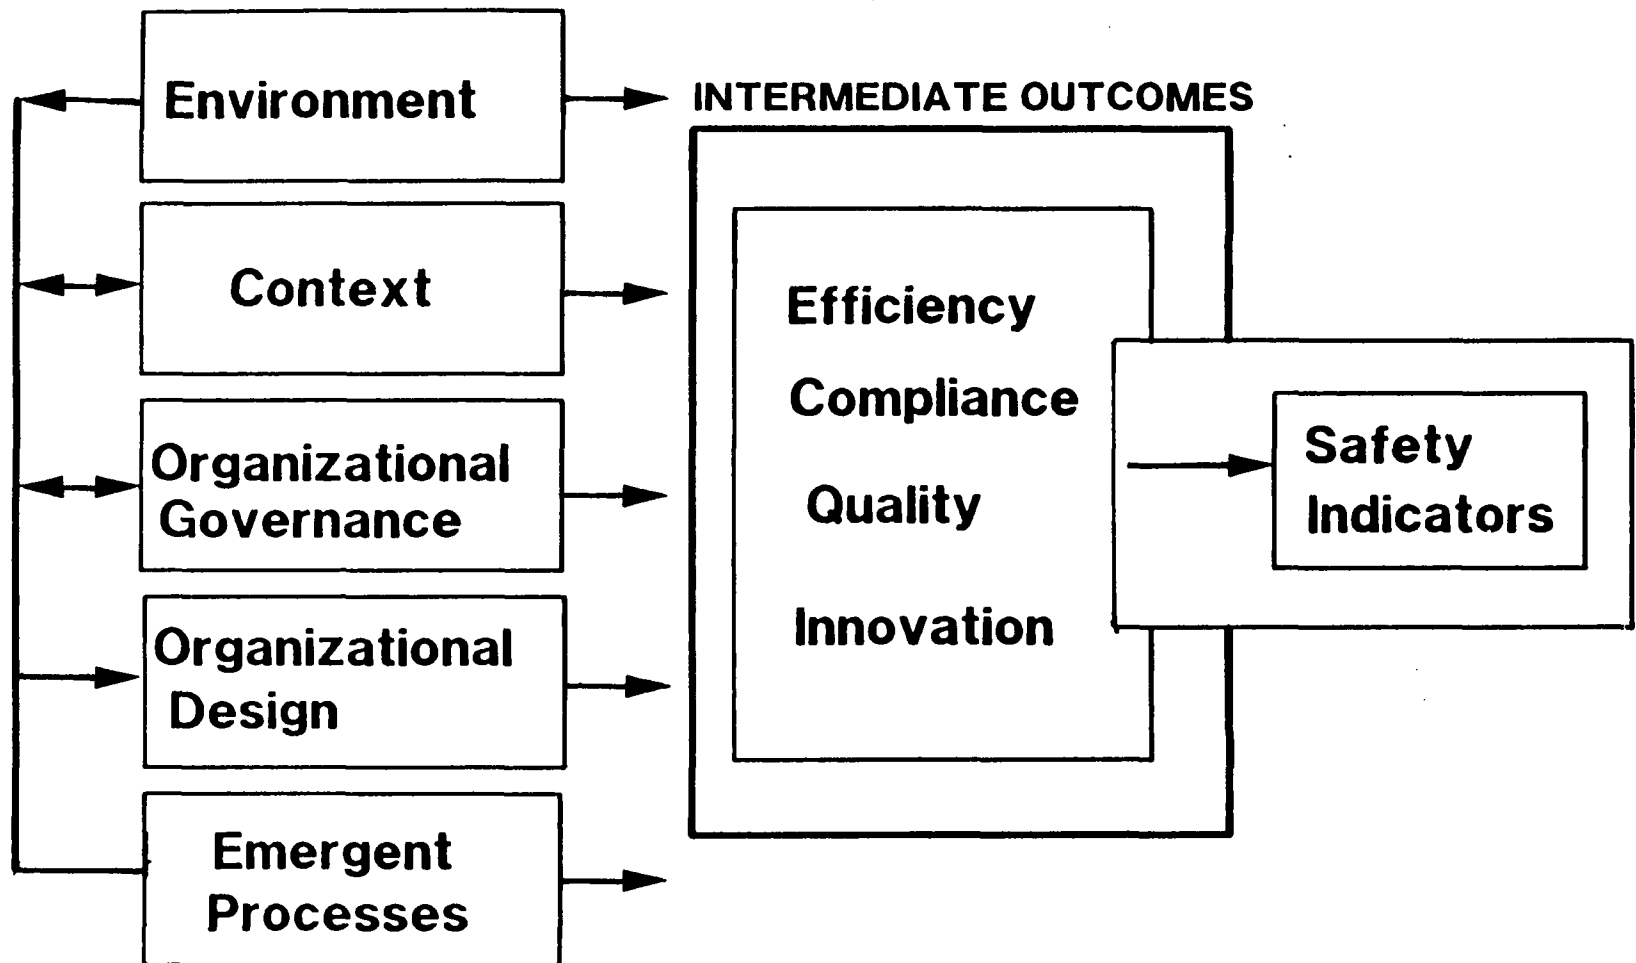 Environment
Context
Organizational
Governance
Organizational
Design
Emergent
Processes
INTERMEDIATE OUTCOMES
Efficiency
Compliance
Quality
Innovation
Safety
Indicators